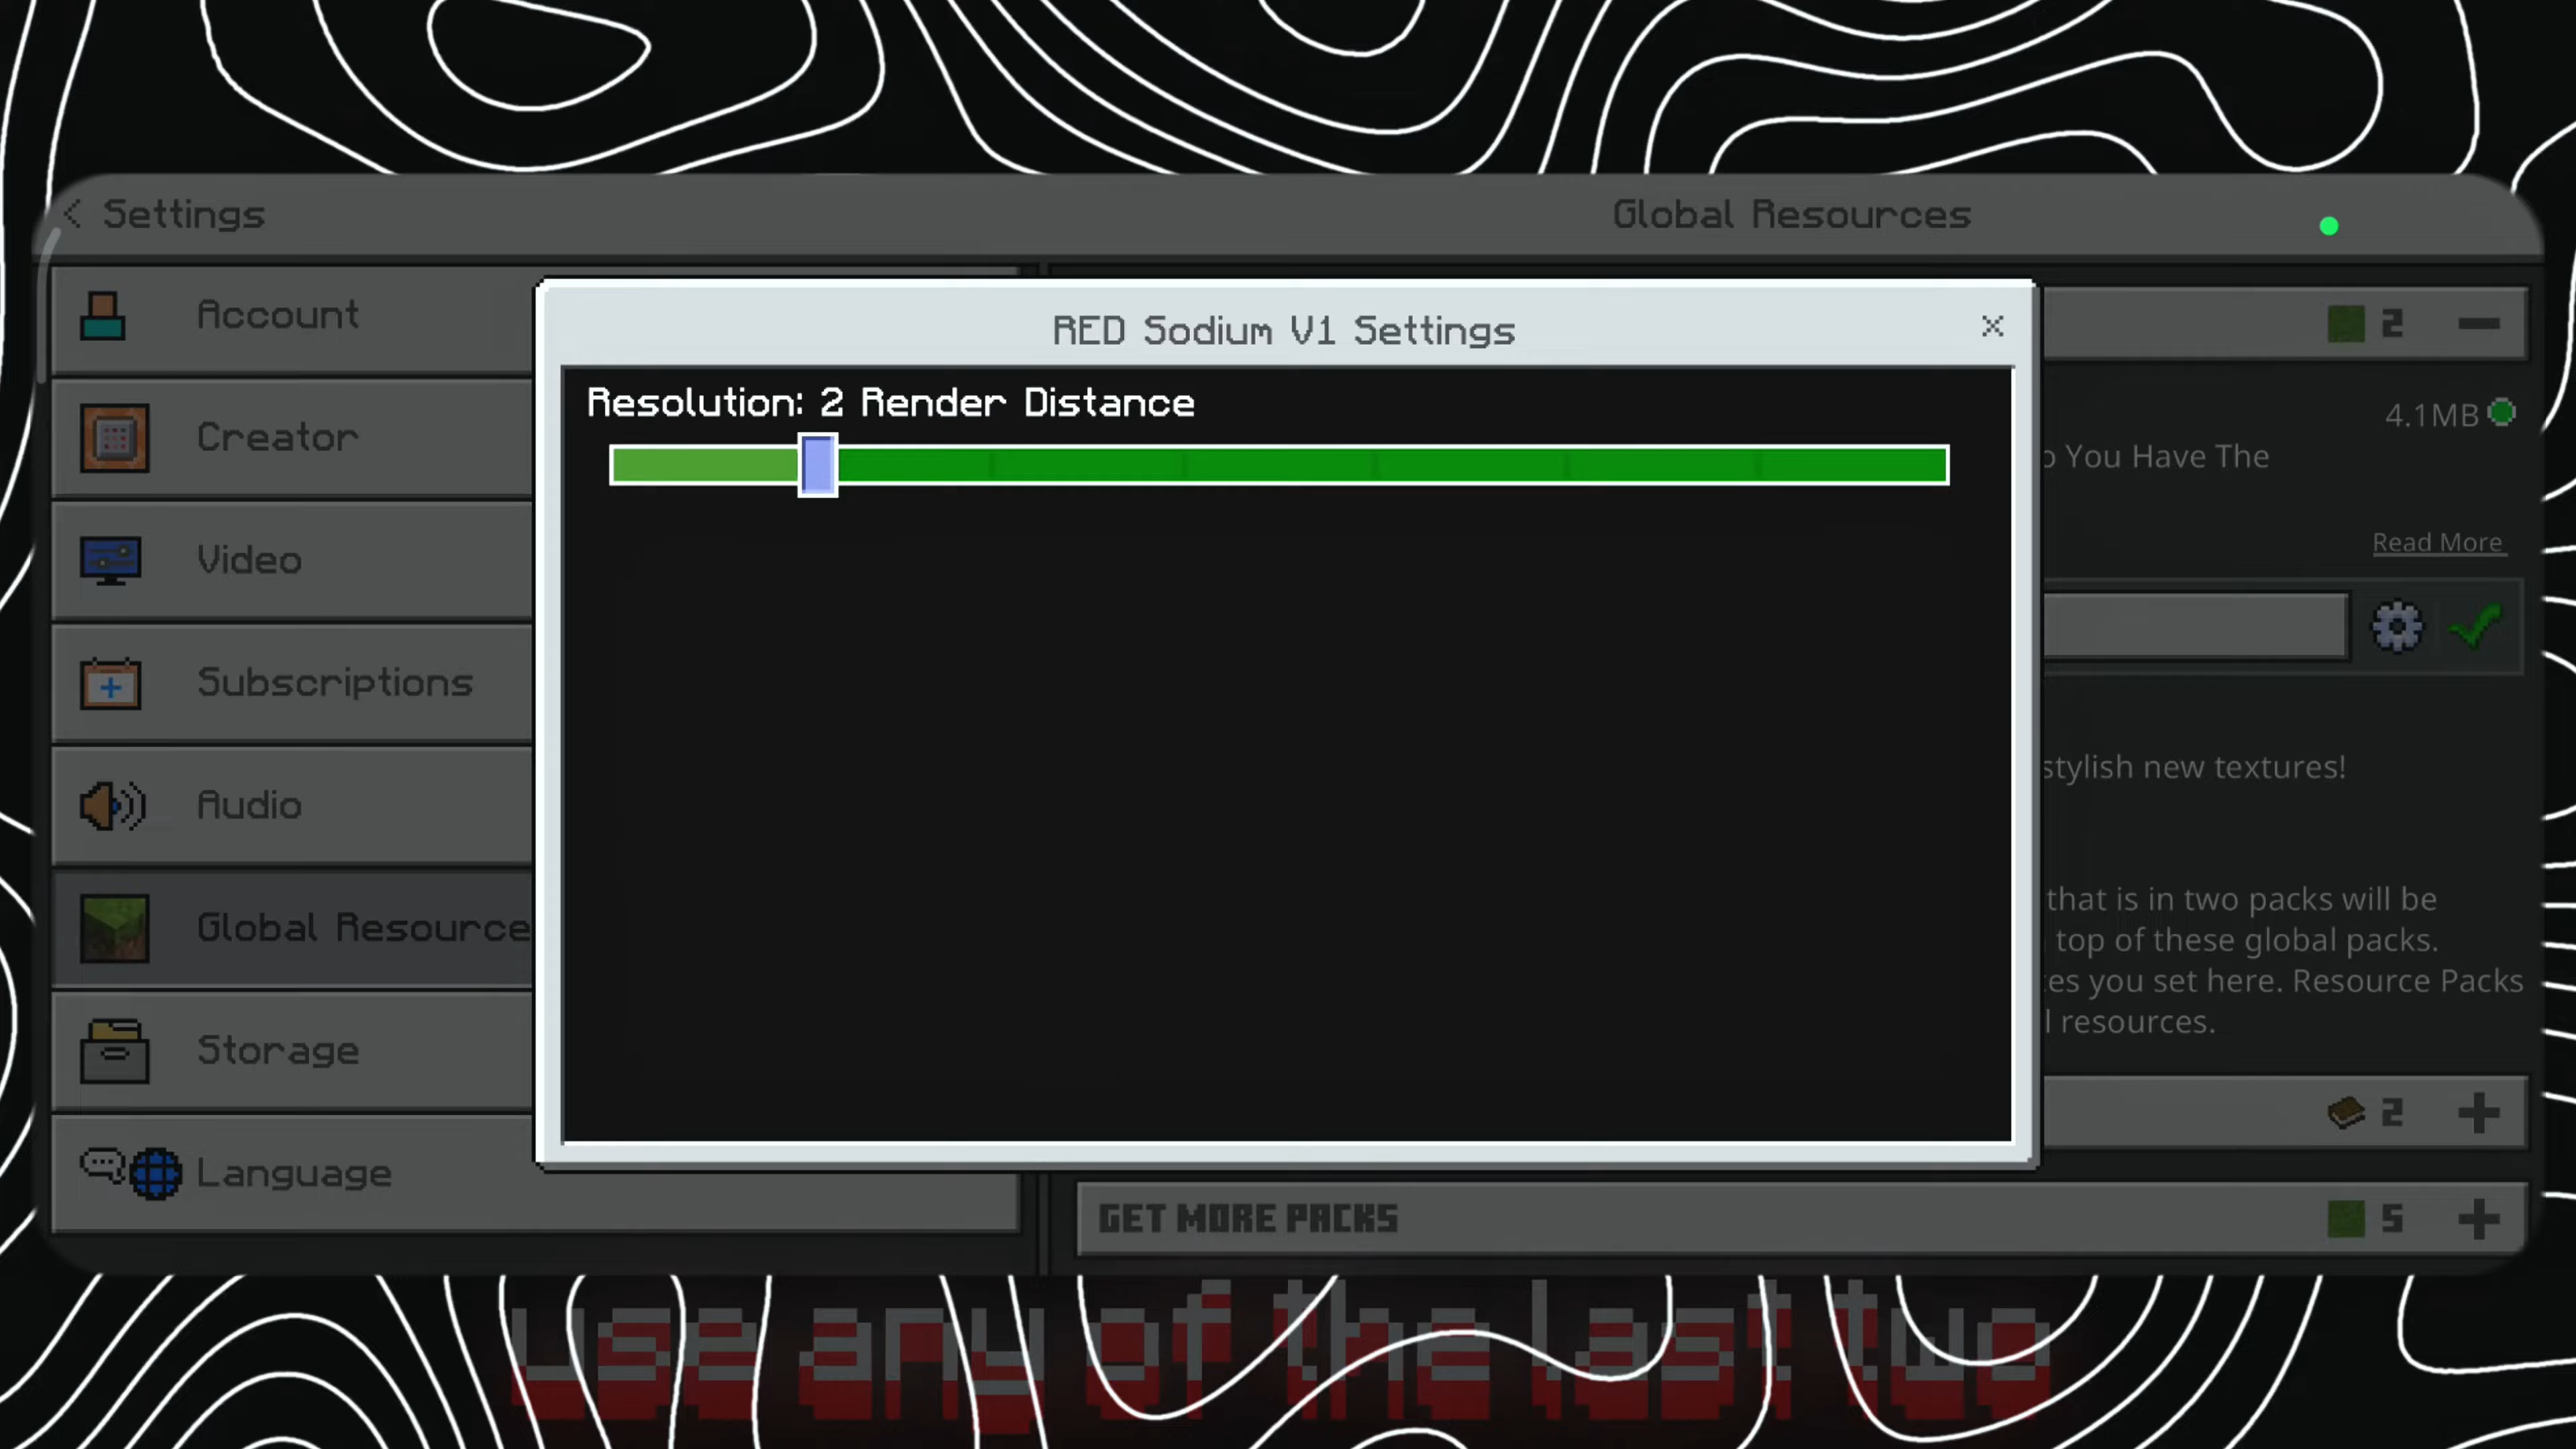 Settings
Global Resources
Account
Creator
Video
Subscriptions
Audio
Global Resource
Storage
Language
RED Sodium V1 Settings
Resolution: 2 Render Distance
2
4.1MB
You Have The
Read More
stylish new textures!
that is in two packs will be
top of these global packs.
you set here. Resource Packs
resources.
2
GET MORE PACKS
5
use any of the last two